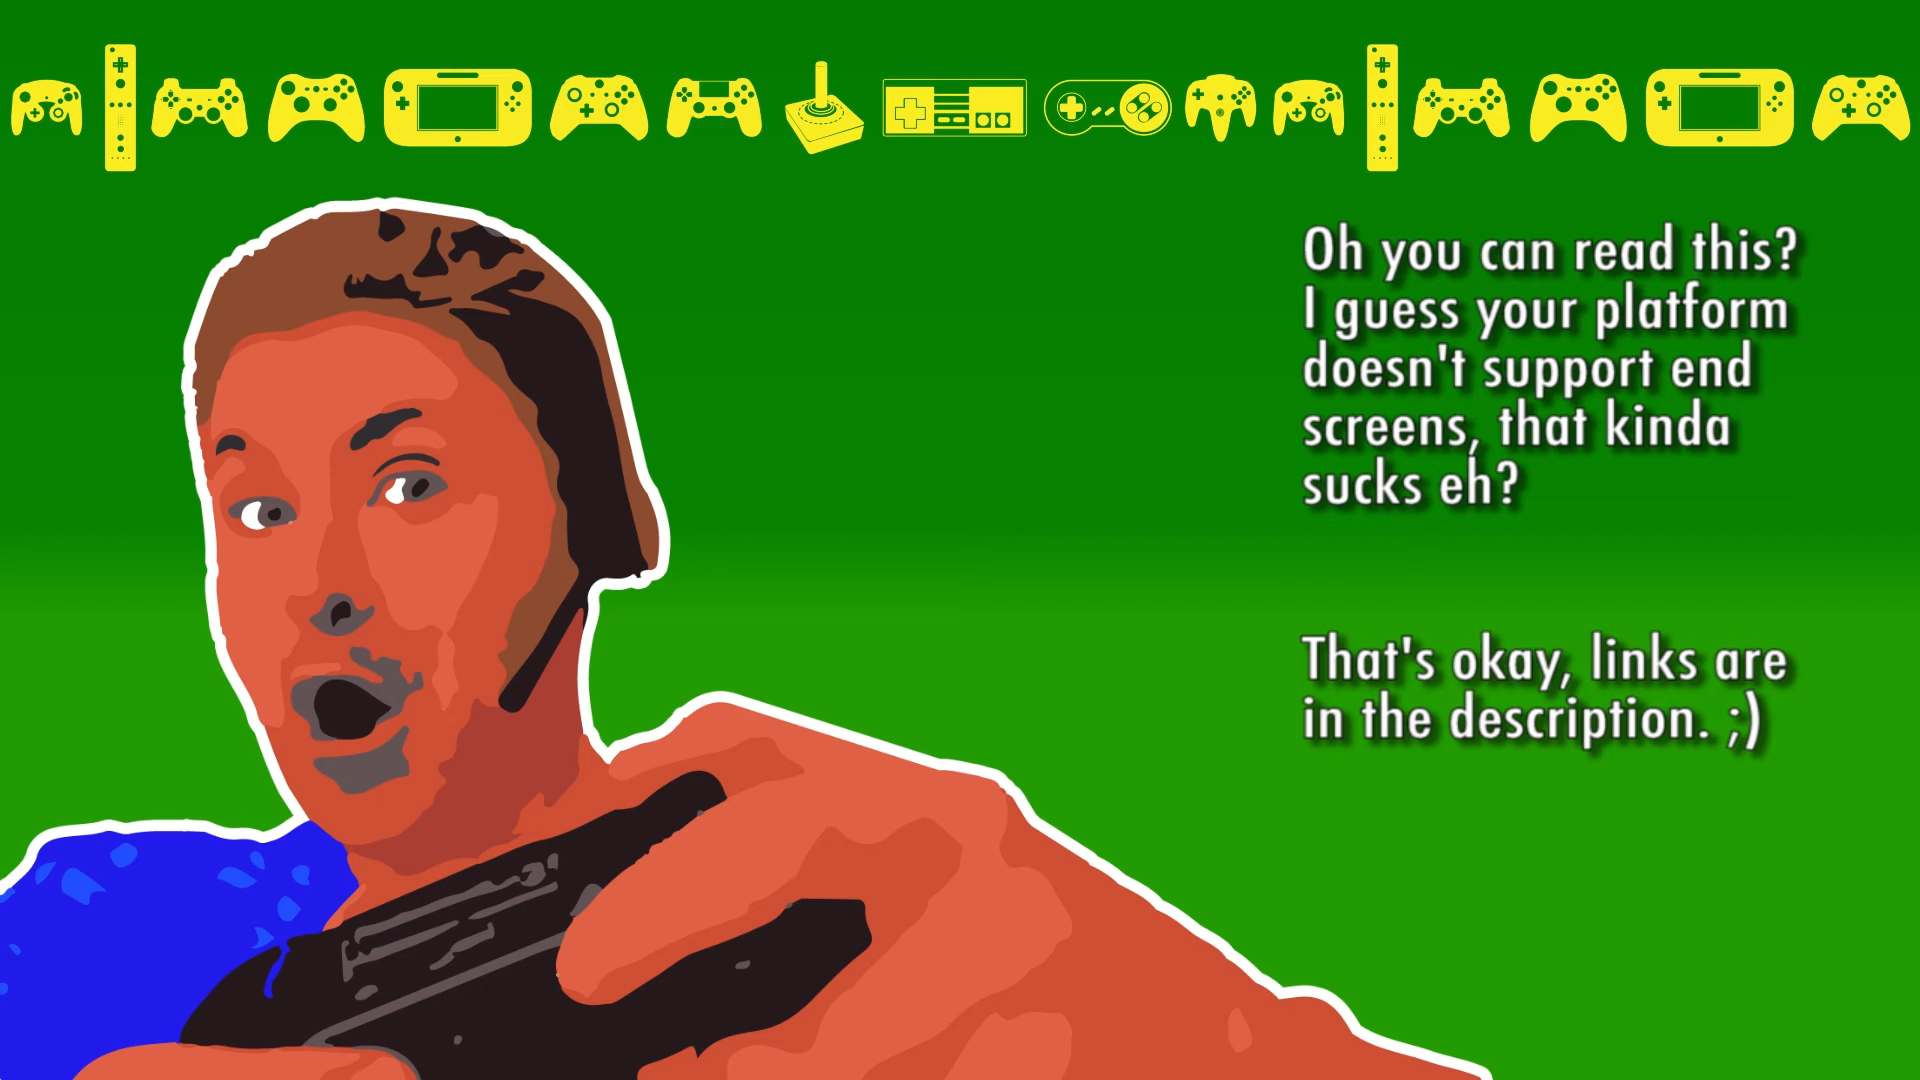 Oh you can read this?
I guess your platform
doesn't support end
screens, that kinda
sucks eh?
That's okay, links are
in the description. ;)